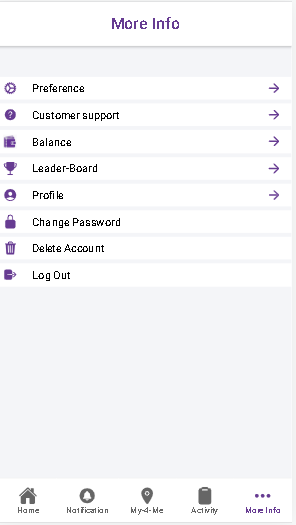 More Info
Preference
Customer support
Balance
Leader-Board
Profile
Change Password
Delete Account
Log Out
Home Notification My-4-Me Activity More Info